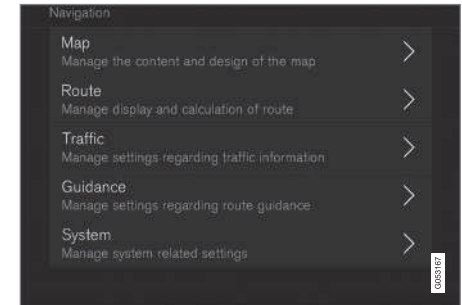 Navigation
Map
Manage the content and design of the map
Route
Manage display and calculation of route
Traffic
Manage settings regarding traffic information
Guidance
Manage settings regarding route guidance
System
Manage system related settings
G053167